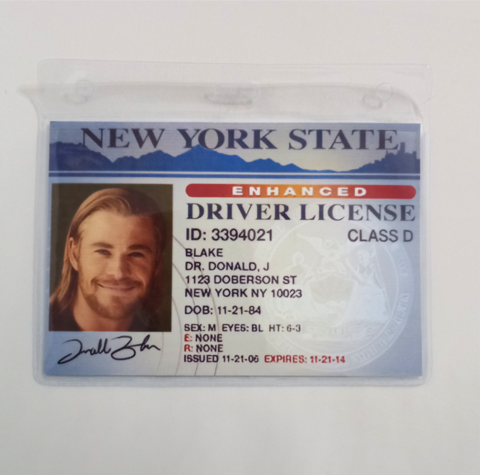 NEW YORK STATE
ENHANCED
DRIVER LICENSE
ID: 3394021 CLASS D
BLAKE
DR. DONALD, J
1123 DOBERSON ST
NEW YORK NY 10023
DOB: 11-21-84
SEX: M EYES: BL HT: 6-3
E: NONE
R: NONE
ISSUED 11-21-06 EXPIRES: 11-21-14